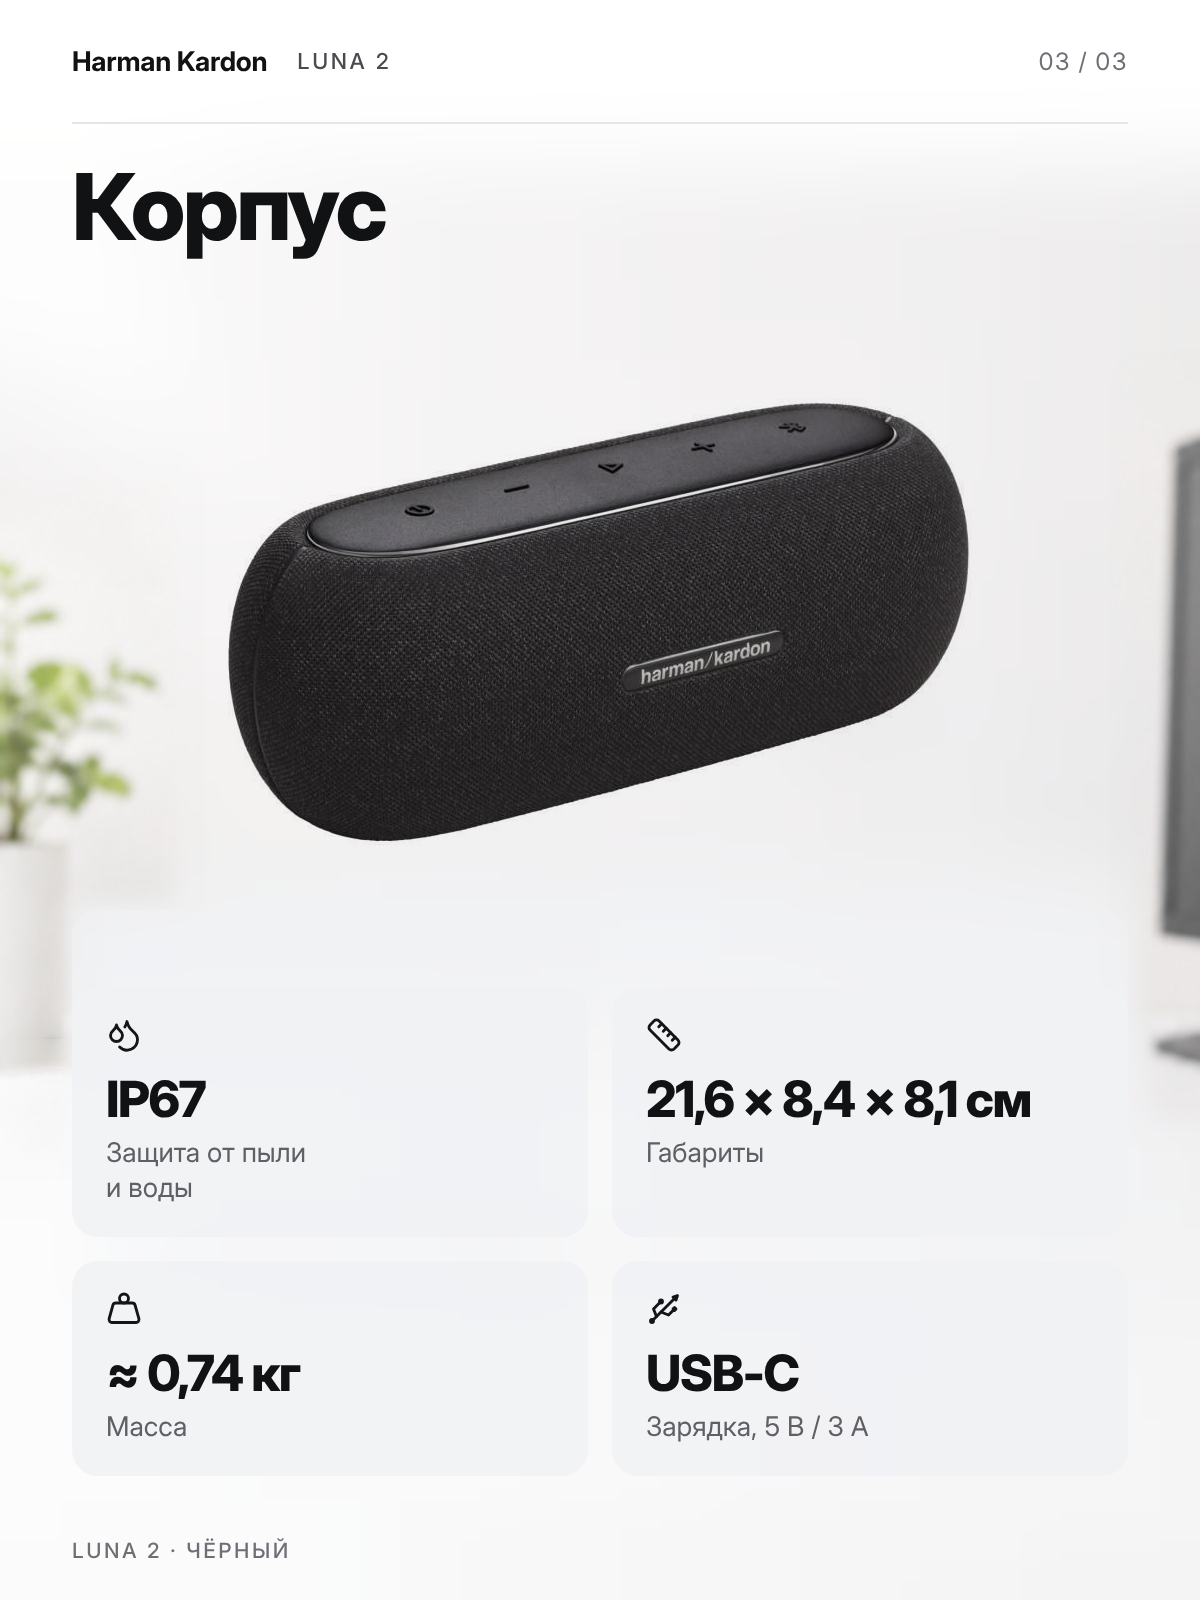 Harman Kardon LUNA 2 03 / 03
Корпус
harman/kardon
IP67
Защита от пыли
и воды
21,6 × 8,4 × 8,1 см
Габариты
≈ 0,74 кг
Масса
USB-C
Зарядка, 5 В / 3 А
LUNA 2 · ЧЁРНЫЙ